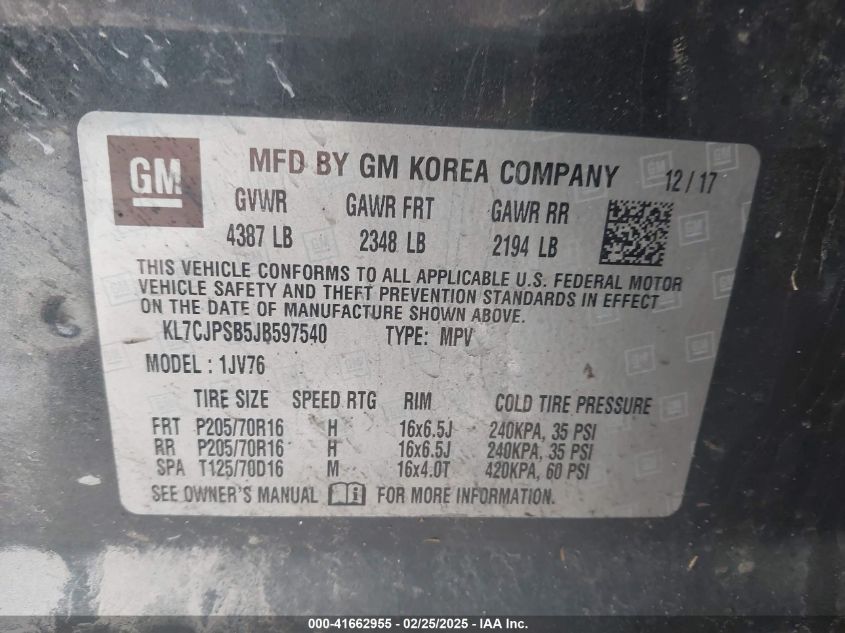 GM
MFD BY GM KOREA COMPANY 12/17
GVWR GAWR FRT GAWR RR
4387 LB 2348 LB 2194 LB
THIS VEHICLE CONFORMS TO ALL APPLICABLE U.S. FEDERAL MOTOR
VEHICLE SAFETY AND THEFT PREVENTION STANDARDS IN EFFECT
ON THE DATE OF MANUFACTURE SHOWN ABOVE.
KL7CJPSB5JB597540 TYPE: MPV
MODEL : 1JV76
TIRE SIZE SPEED RTG RIM COLD TIRE PRESSURE
FRT P205/70R16 H 16x6.5J 240KPA, 35 PSI
RR P205/70R16 H 16x6.5J 240KPA, 35 PSI
SPA T125/70D16 M 16x4.0T 420KPA, 60 PSI
SEE OWNER'S MANUAL FOR MORE INFORMATION.
000-41662955 - 02/25/2025 - IAA Inc.